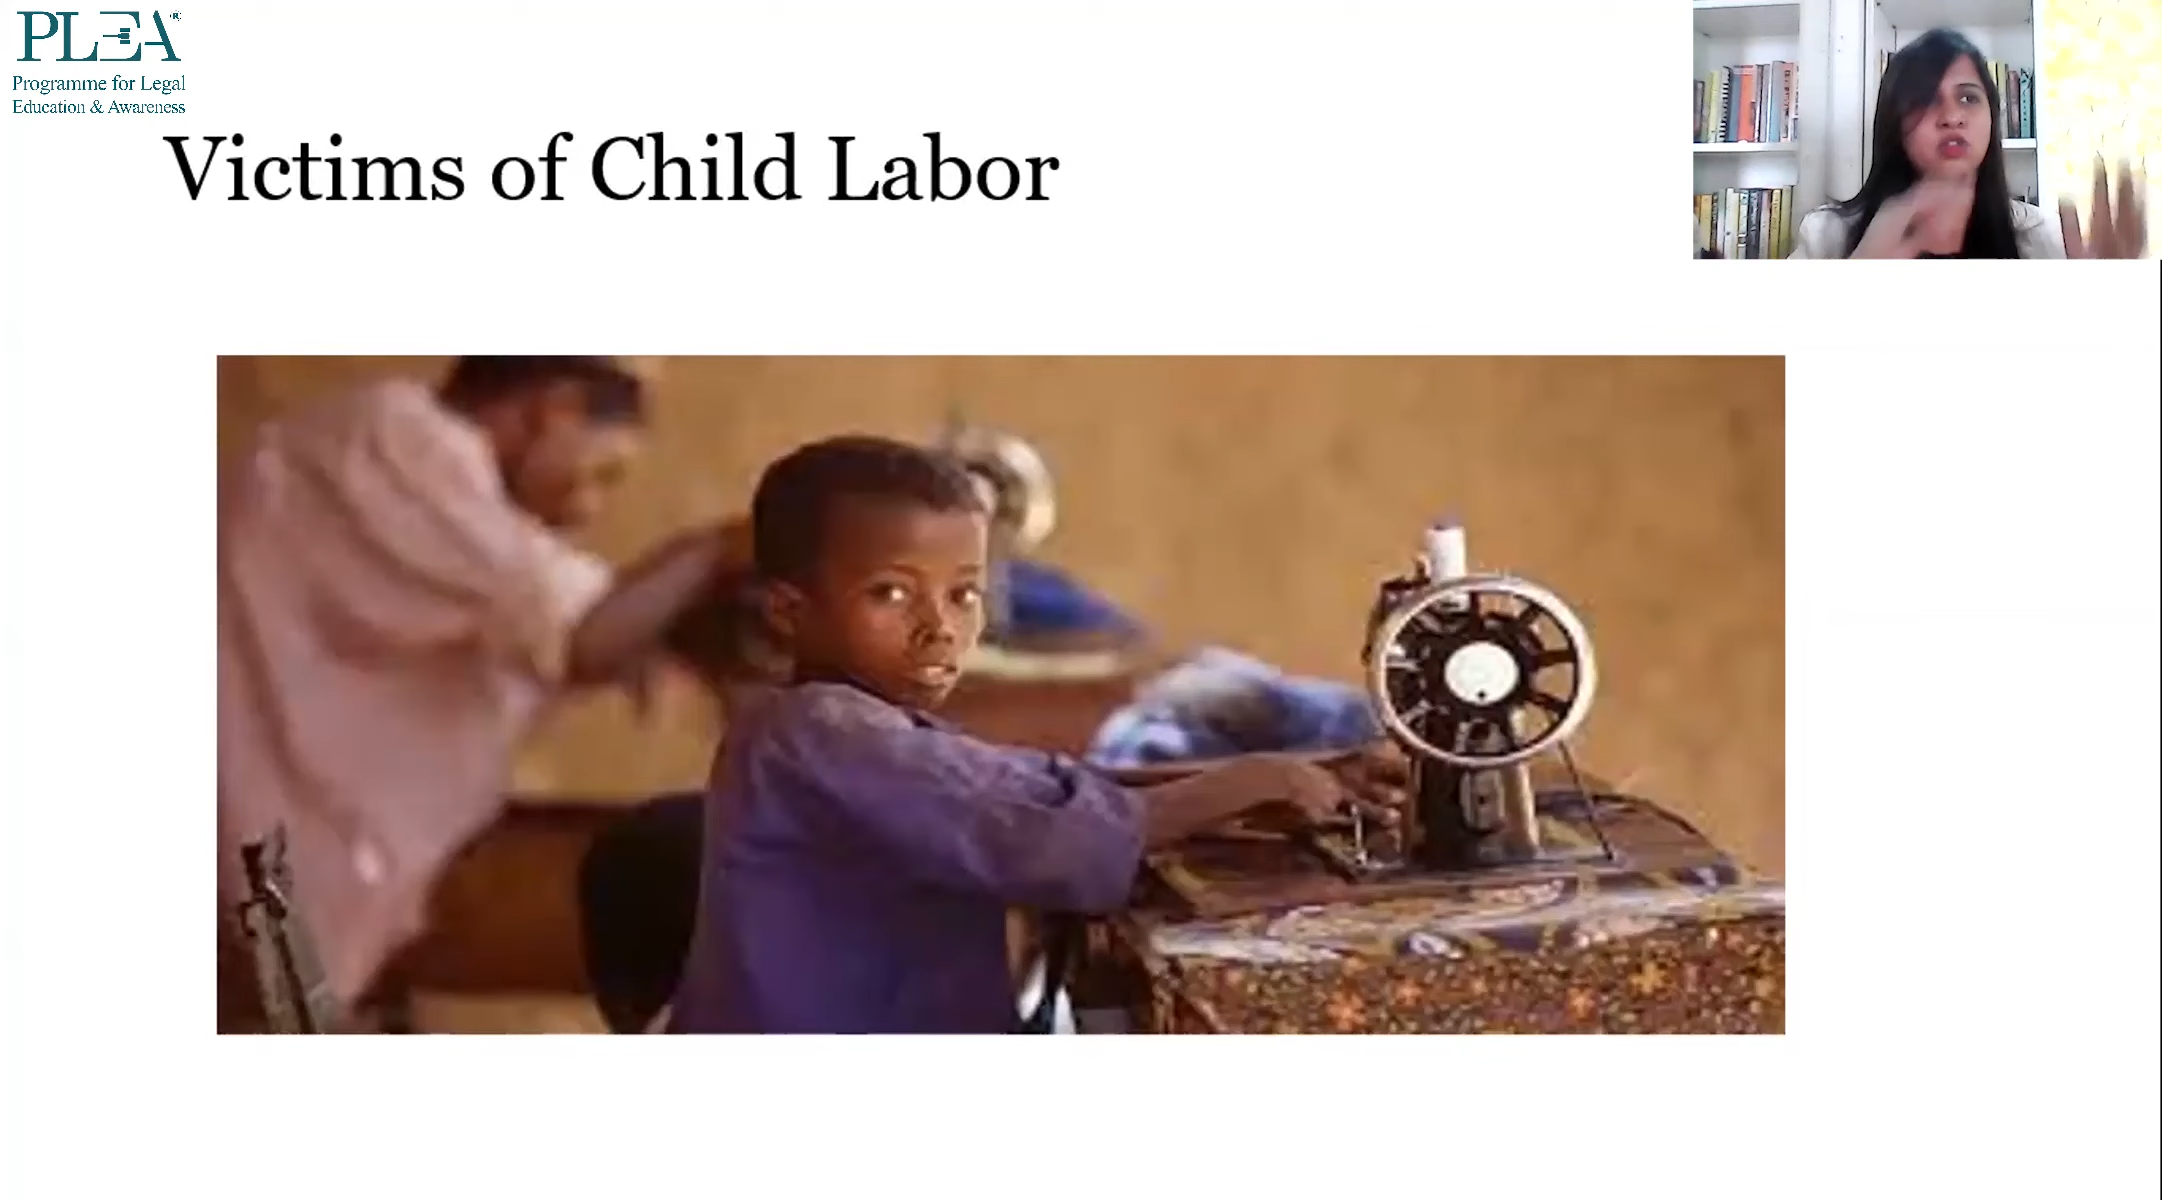 PLEA®
Programme for Legal
Education & Awareness
Victims of Child Labor